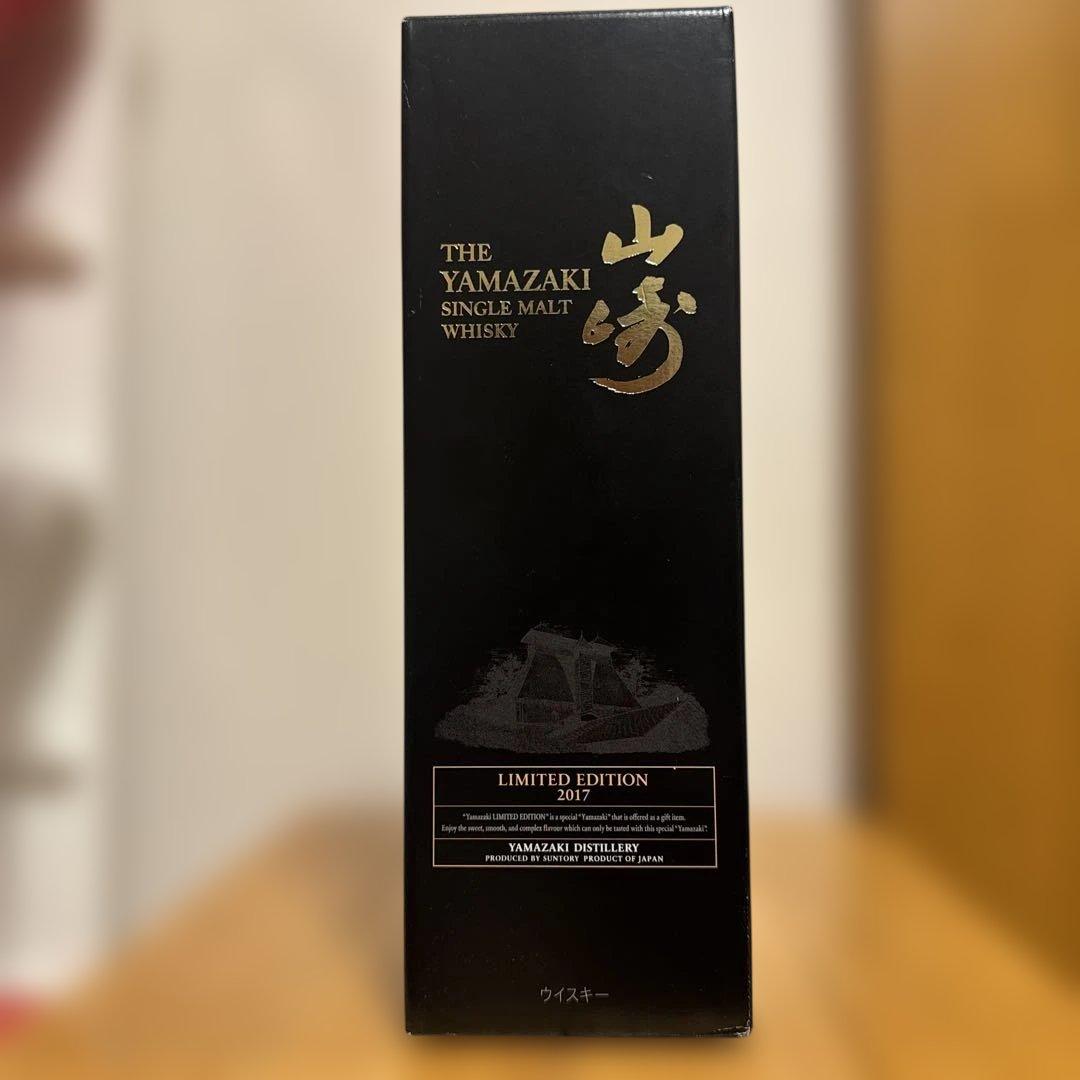 THE
YAMAZAKI
SINGLE MALT
WHISKY
山崎
LIMITED EDITION
2017
"Yamazaki LIMITED EDITION" is a special "Yamazaki" that is offered as a gift item.
Enjoy the sweet, smooth, and complex flavour which can only be tasted with this special "Yamazaki".
YAMAZAKI DISTILLERY
PRODUCED BY SUNTORY PRODUCT OF JAPAN
ウイスキー